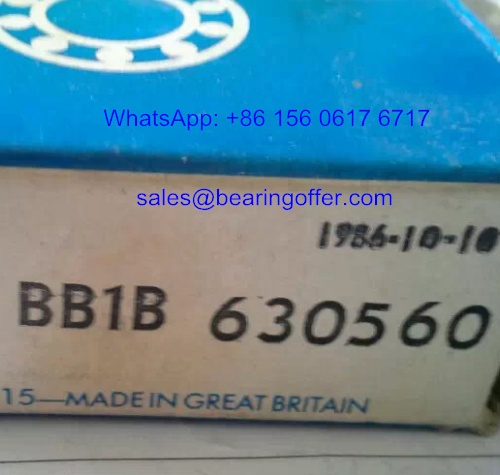 WhatsApp: +86 156 0617 6717
sales@bearingoffer.com
1986-10-10
BB1B 630560
15—MADE IN GREAT BRITAIN